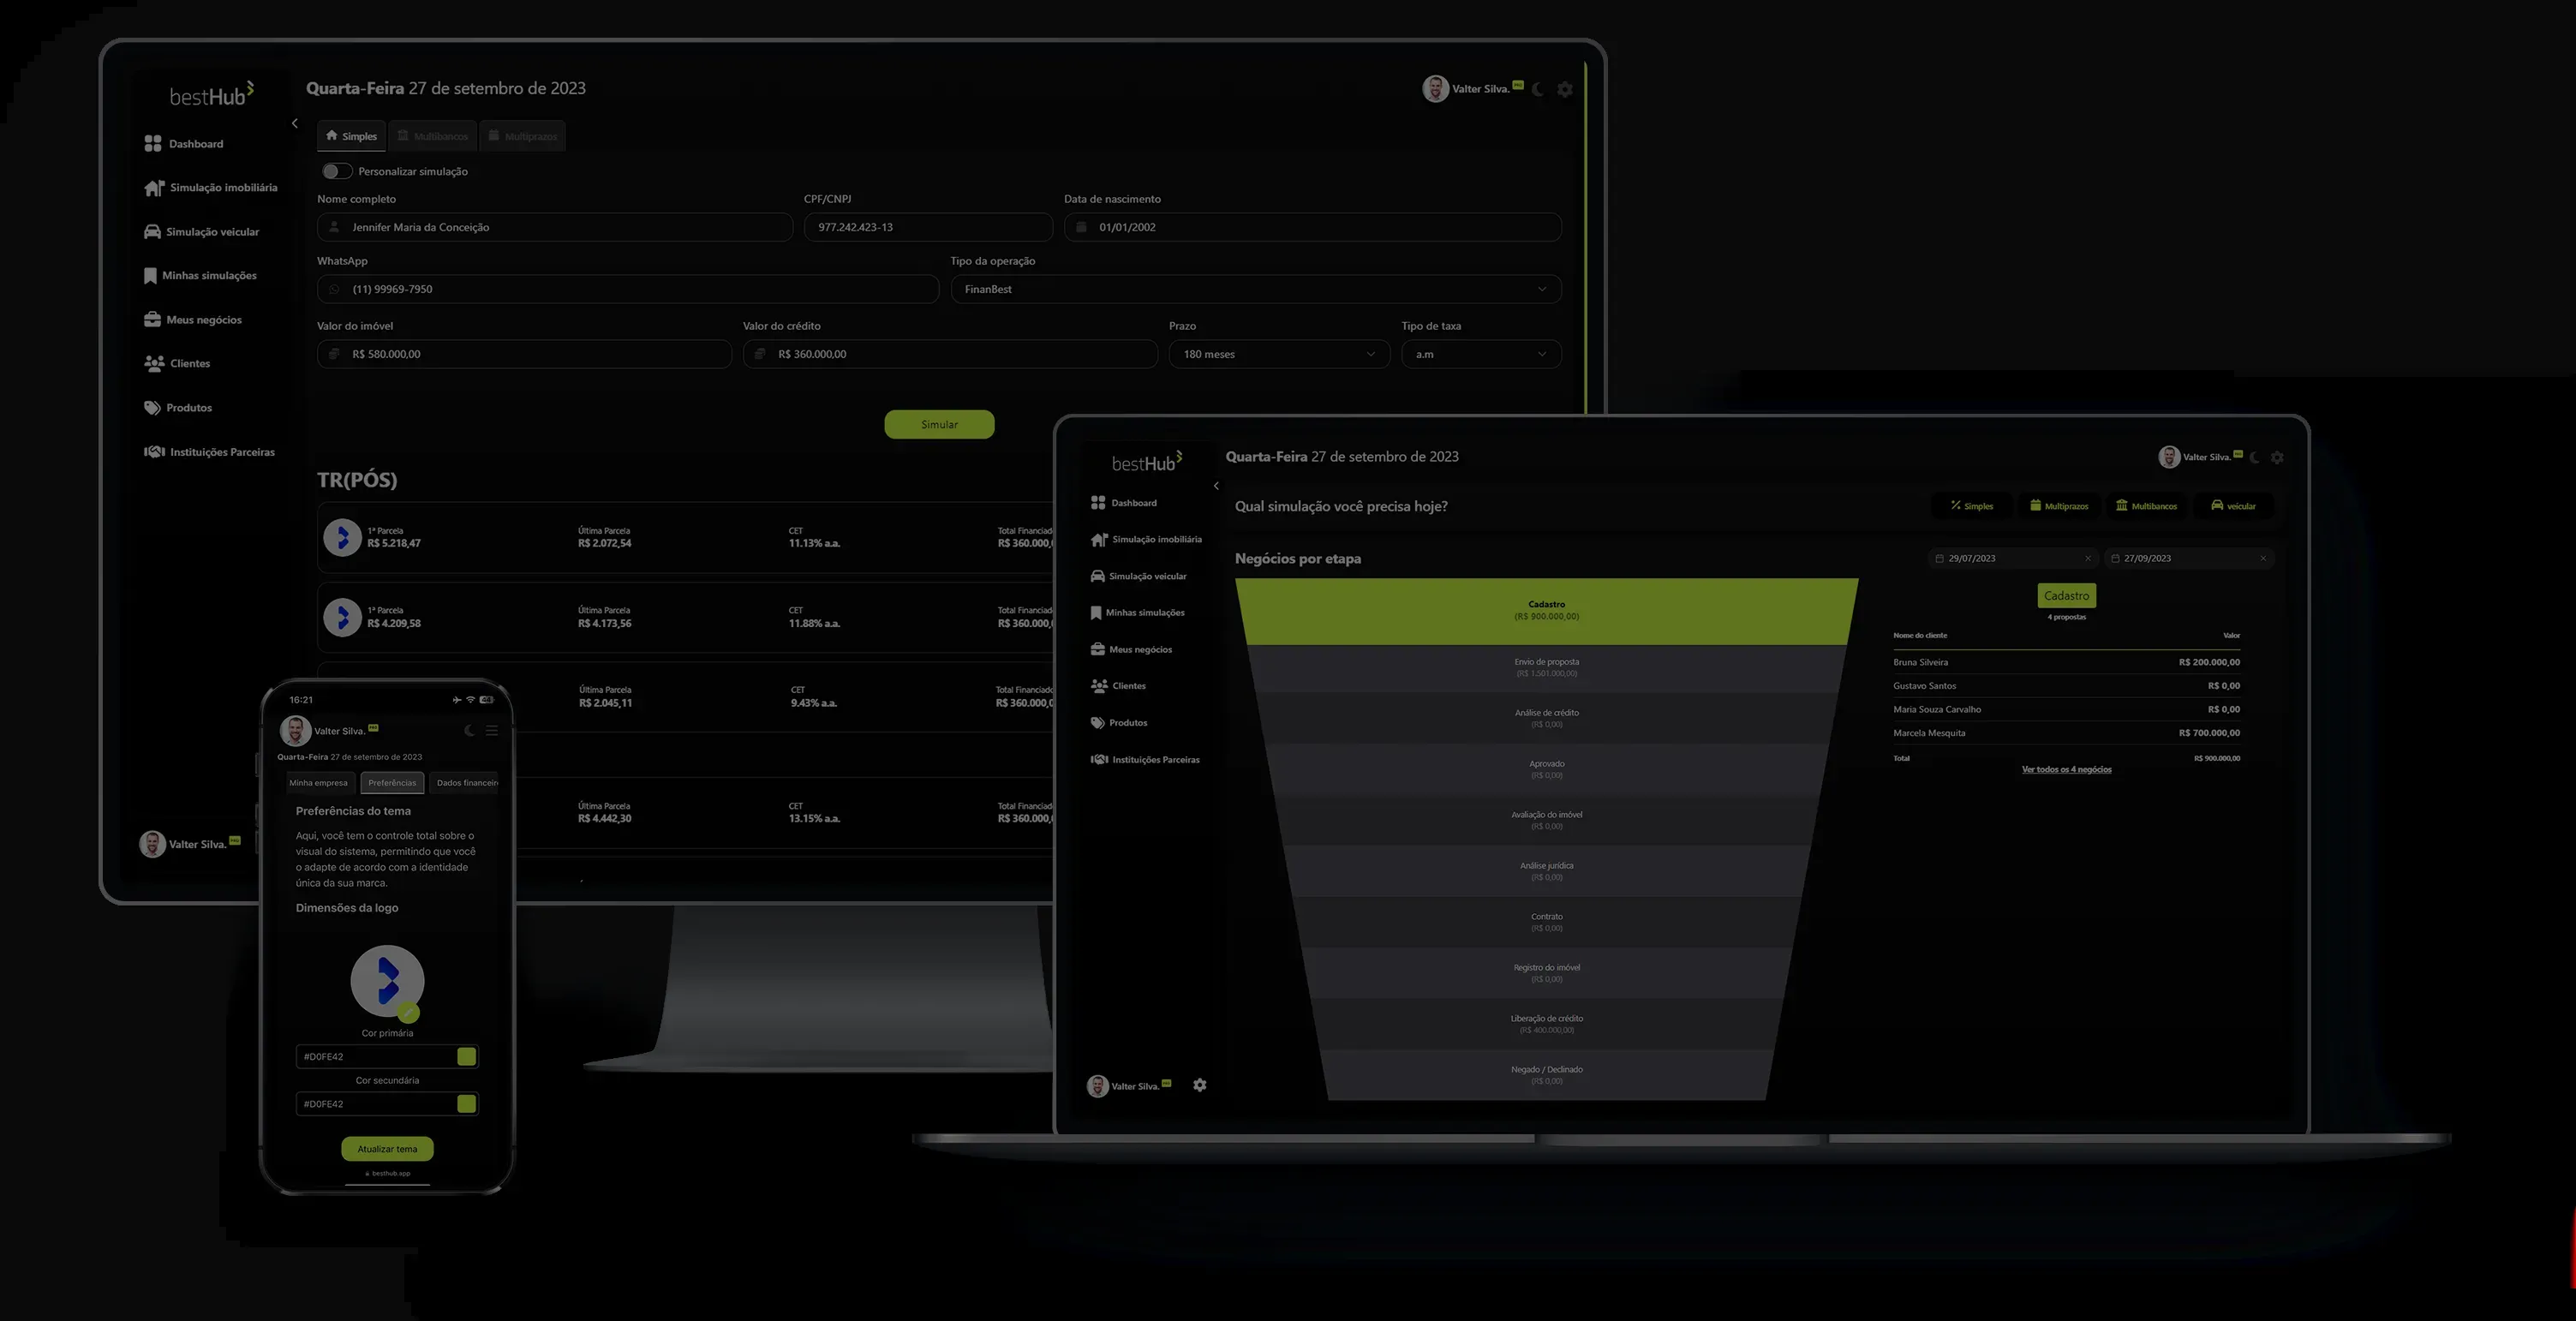 bestHub
Quarta-Feira 27 de setembro de 2023
Valter Silva.
Dashboard
Simulação imobiliária
Simulação veicular
Minhas simulações
Meus negócios
Clientes
Produtos
Instituições Parceiras
Valter Silva.
Simples
Multibancos
Multiprazos
Personalizar simulação
Nome completo
CPF/CNPJ
Data de nascimento
Jennifer Maria da Conceição
977.242.423-13
01/01/2002
WhatsApp
Tipo da operação
(11) 99969-7950
FinanBest
Valor do imóvel
Valor do crédito
Prazo
Tipo de taxa
R$ 580.000,00
R$ 360.000,00
180 meses
a.m
Simular
TR(PÓS)
1ª Parcela
Última Parcela
CET
Total Financiado
R$ 5.218,47
R$ 2.072,54
11.13% a.a.
R$ 360.000,
1ª Parcela
Última Parcela
CET
Total Financiado
R$ 4.209,58
R$ 4.173,56
11.88% a.a.
R$ 360.000,
Última Parcela
CET
Total Financiado
R$ 2.045,11
9.43% a.a.
R$ 360.000,
Última Parcela
CET
Total Financiado
R$ 4.442,30
13.15% a.a.
R$ 360.000,
16:21
Valter Silva.
Quarta-Feira 27 de setembro de 2023
Minha empresa
Preferências
Dados financeir
Preferências do tema
Aqui, você tem o controle total sobre o
visual do sistema, permitindo que você
o adapte de acordo com a identidade
única da sua marca.
Dimensões da logo
Cor primária
#D0FE42
Cor secundária
#D0FE42
Atualizar tema
besthub.app
bestHub
Quarta-Feira 27 de setembro de 2023
Valter Silva.
Dashboard
Simulação imobiliária
Simulação veicular
Minhas simulações
Meus negócios
Clientes
Produtos
Instituições Parceiras
Valter Silva.
Qual simulação você precisa hoje?
Simples
Multiprazos
Multibancos
veicular
Negócios por etapa
29/07/2023
27/09/2023
Cadastro
(R$ 900.000,00)
Envio de proposta
(R$ 1.501.000,00)
Análise de crédito
(R$ 0,00)
Aprovado
(R$ 0,00)
Avaliação do imóvel
(R$ 0,00)
Análise jurídica
(R$ 0,00)
Contrato
(R$ 0,00)
Registro do imóvel
(R$ 0,00)
Liberação de crédito
(R$ 400.000,00)
Negado / Declinado
(R$ 0,00)
Cadastro
4 propostas
Nome do cliente
Valor
Bruna Silveira
R$ 200.000,00
Gustavo Santos
R$ 0,00
Maria Souza Carvalho
R$ 0,00
Marcela Mesquita
R$ 700.000,00
Total
R$ 900.000,00
Ver todos os 4 negócios